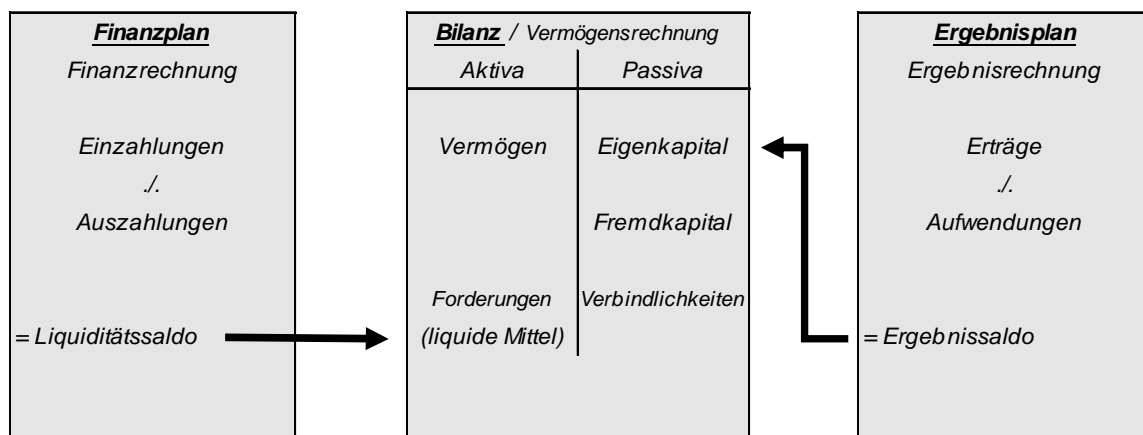 Finanzplan
Finanzrechnung
Einzahlungen
./.
Auszahlungen
= Liquiditätssaldo
Bilanz / Vermögensrechnung
Aktiva Passiva
Vermögen Eigenkapital
Fremdkapital
Forderungen Verbindlichkeiten
(liquide Mittel)
Ergebnisplan
Ergebnisrechnung
Erträge
./.
Aufwendungen
= Ergebnissaldo